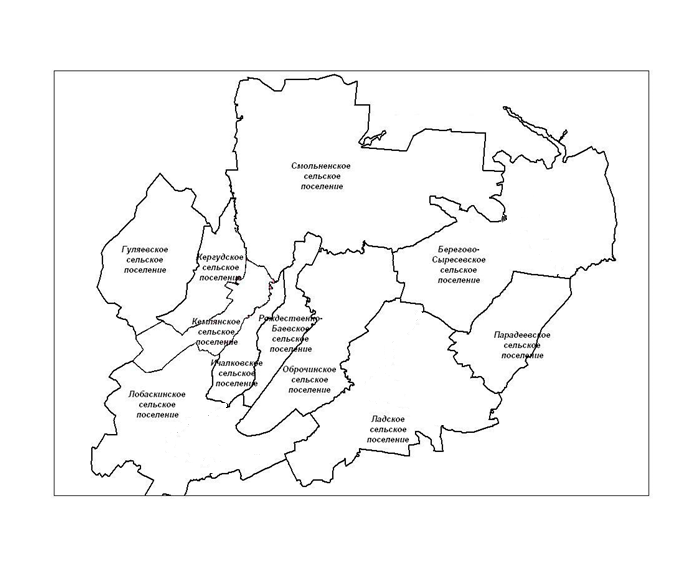 Смольненское
сельское
поселение
Гуляевское
сельское
поселение
Кергудское
сельское
поселение
Берегово-
Сыресевское
сельское
поселение
Кемлянское
сельское
поселение
Рождественно-
Баевское
сельское
поселение
Парадеевское
сельское
поселение
Ичалковское
сельское
поселение
Оброчинское
сельское
поселение
Лобаскинское
сельское
поселение
Ладское
сельское
поселение